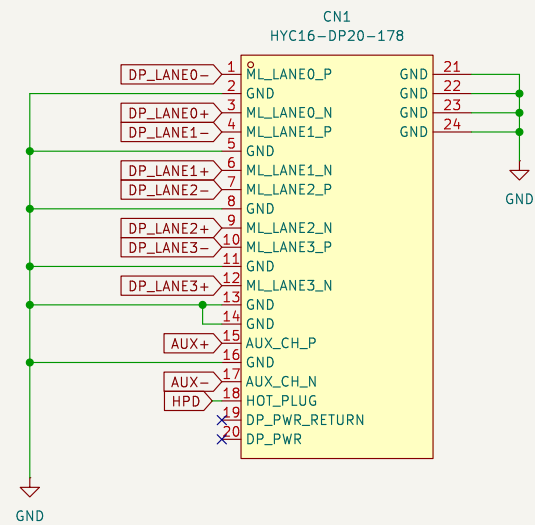 CN1
HYC16-DP20-178
DP_LANE0- 1 ML_LANE0_P GND 21
2 GND GND 22
DP_LANE0+ 3 ML_LANE0_N GND 23
DP_LANE1- 4 ML_LANE1_P GND 24
5 GND
DP_LANE1+ 6 ML_LANE1_N
DP_LANE2- 7 ML_LANE2_P
8 GND
DP_LANE2+ 9 ML_LANE2_N
DP_LANE3- 10 ML_LANE3_P
11 GND
DP_LANE3+ 12 ML_LANE3_N
13 GND
14 GND
AUX+ 15 AUX_CH_P
16 GND
AUX- 17 AUX_CH_N
HPD 18 HOT_PLUG
19 DP_PWR_RETURN
20 DP_PWR
GND
GND